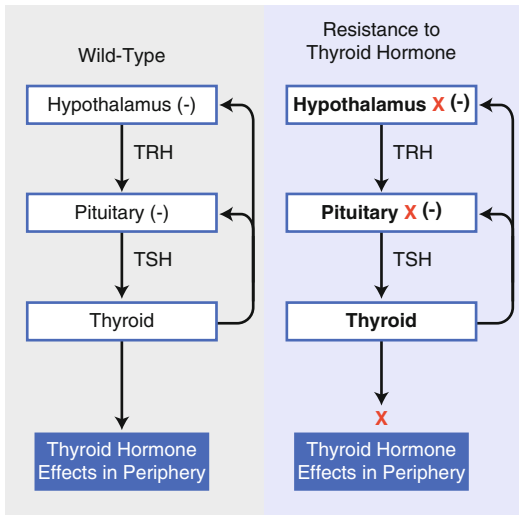 Wild-Type
Hypothalamus (-)
TRH
Pituitary (-)
TSH
Thyroid
Thyroid Hormone
Effects in Periphery
Resistance to
Thyroid Hormone
Hypothalamus X (-)
TRH
Pituitary X (-)
TSH
Thyroid
X
Thyroid Hormone
Effects in Periphery